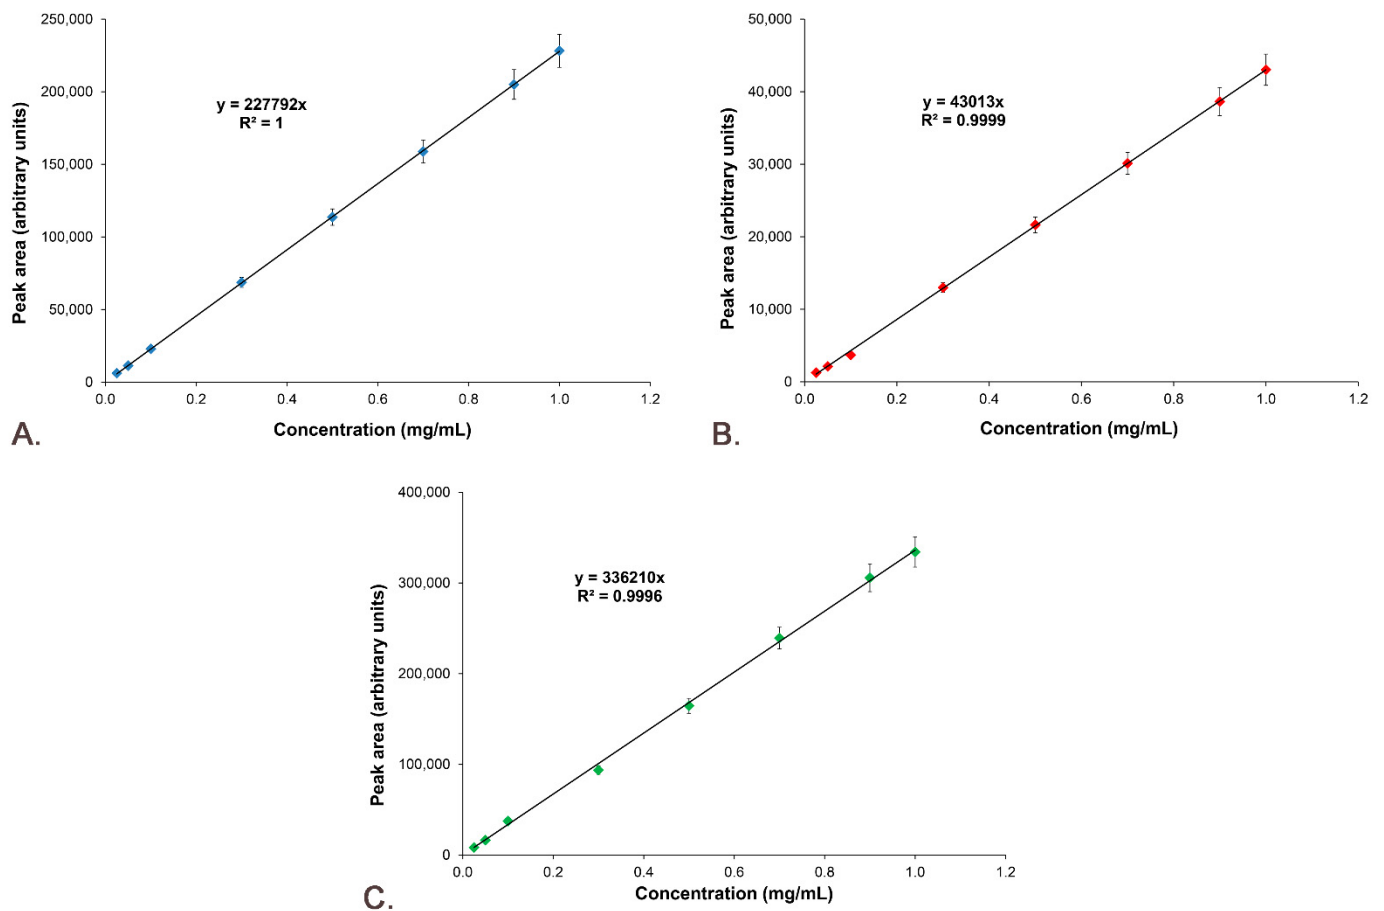 250,000
200,000
150,000
100,000
50,000
0
0.0 0.2 0.4 0.6 0.8 1.0 1.2
Peak area (arbitrary units)
Concentration (mg/mL)
y = 227792x
R² = 1
A.
50,000
40,000
30,000
20,000
10,000
0
0.0 0.2 0.4 0.6 0.8 1.0 1.2
Peak area (arbitrary units)
Concentration (mg/mL)
y = 43013x
R² = 0.9999
B.
400,000
300,000
200,000
100,000
0
0.0 0.2 0.4 0.6 0.8 1.0 1.2
Peak area (arbitrary units)
Concentration (mg/mL)
y = 336210x
R² = 0.9996
C.